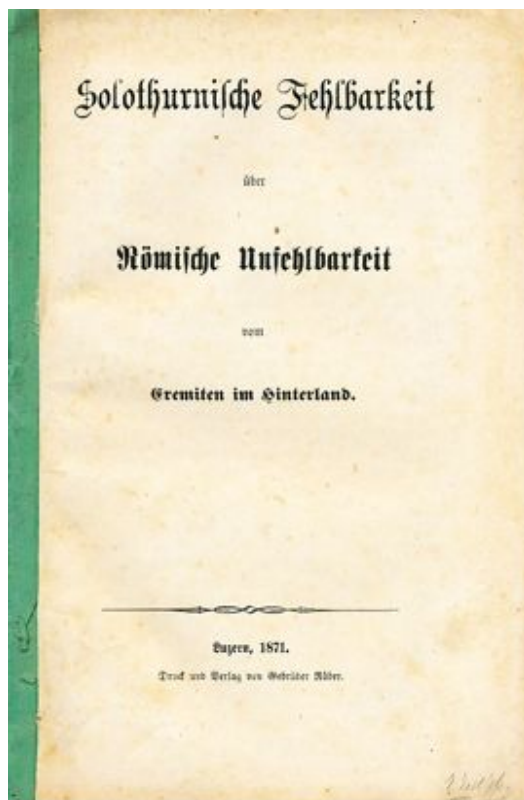 Solothurnische Fehlbarkeit
über
Römische Unfehlbarkeit
vom
Eremiten im Hinterland.
Luzern, 1871.
Druck und Verlag von Gebrüder Räber.